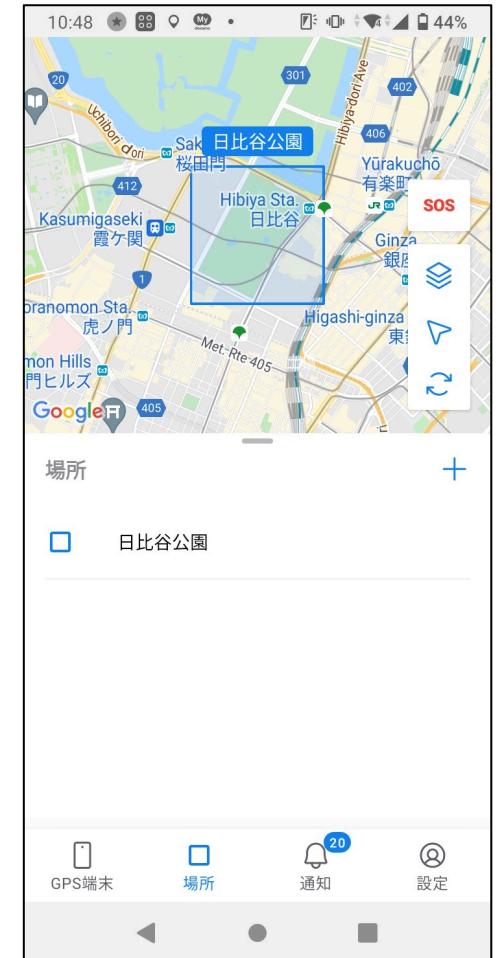 10:48
My
44%
20
301
402
Uchibori dori
Hibiya-dori Ave
406
日比谷公園
Sak
桜田門
Yūrakuchō
有楽町
412
Hibiya Sta.
日比谷
JR
SOS
Kasumigaseki
霞ケ関
Ginza
銀座
1
oranomon Sta.
虎ノ門
Higashi-ginza
東
Met. Rte 405
mon Hills
門ヒルズ
Google
405
場所
+
日比谷公園
20
GPS端末
場所
通知
設定